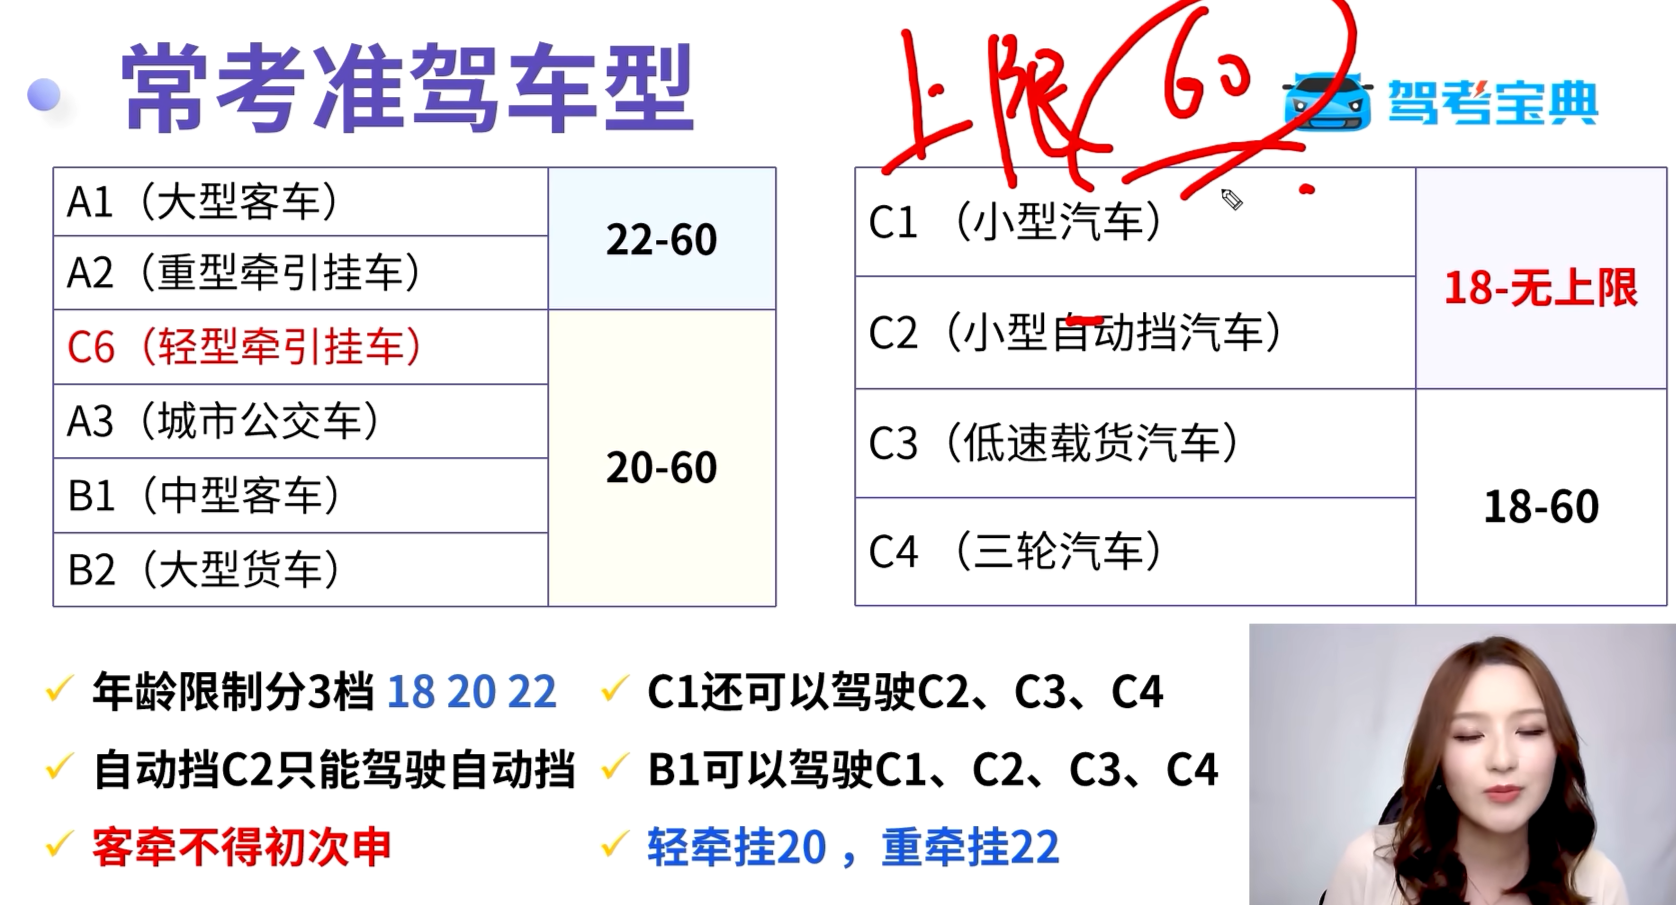 常考准驾车型
上限60
驾考宝典
A1（大型客车）
22-60
A2（重型牵引挂车）
C6（轻型牵引挂车）
20-60
A3（城市公交车）
B1（中型客车）
B2（大型货车）
C1（小型汽车）
18-无上限
C2（小型自动挡汽车）
C3（低速载货汽车）
18-60
C4（三轮汽车）
年龄限制分3档 18 20 22
自动挡C2只能驾驶自动挡
客牵不得初次申
C1还可以驾驶C2、C3、C4
B1可以驾驶C1、C2、C3、C4
轻牵挂20，重牵挂22